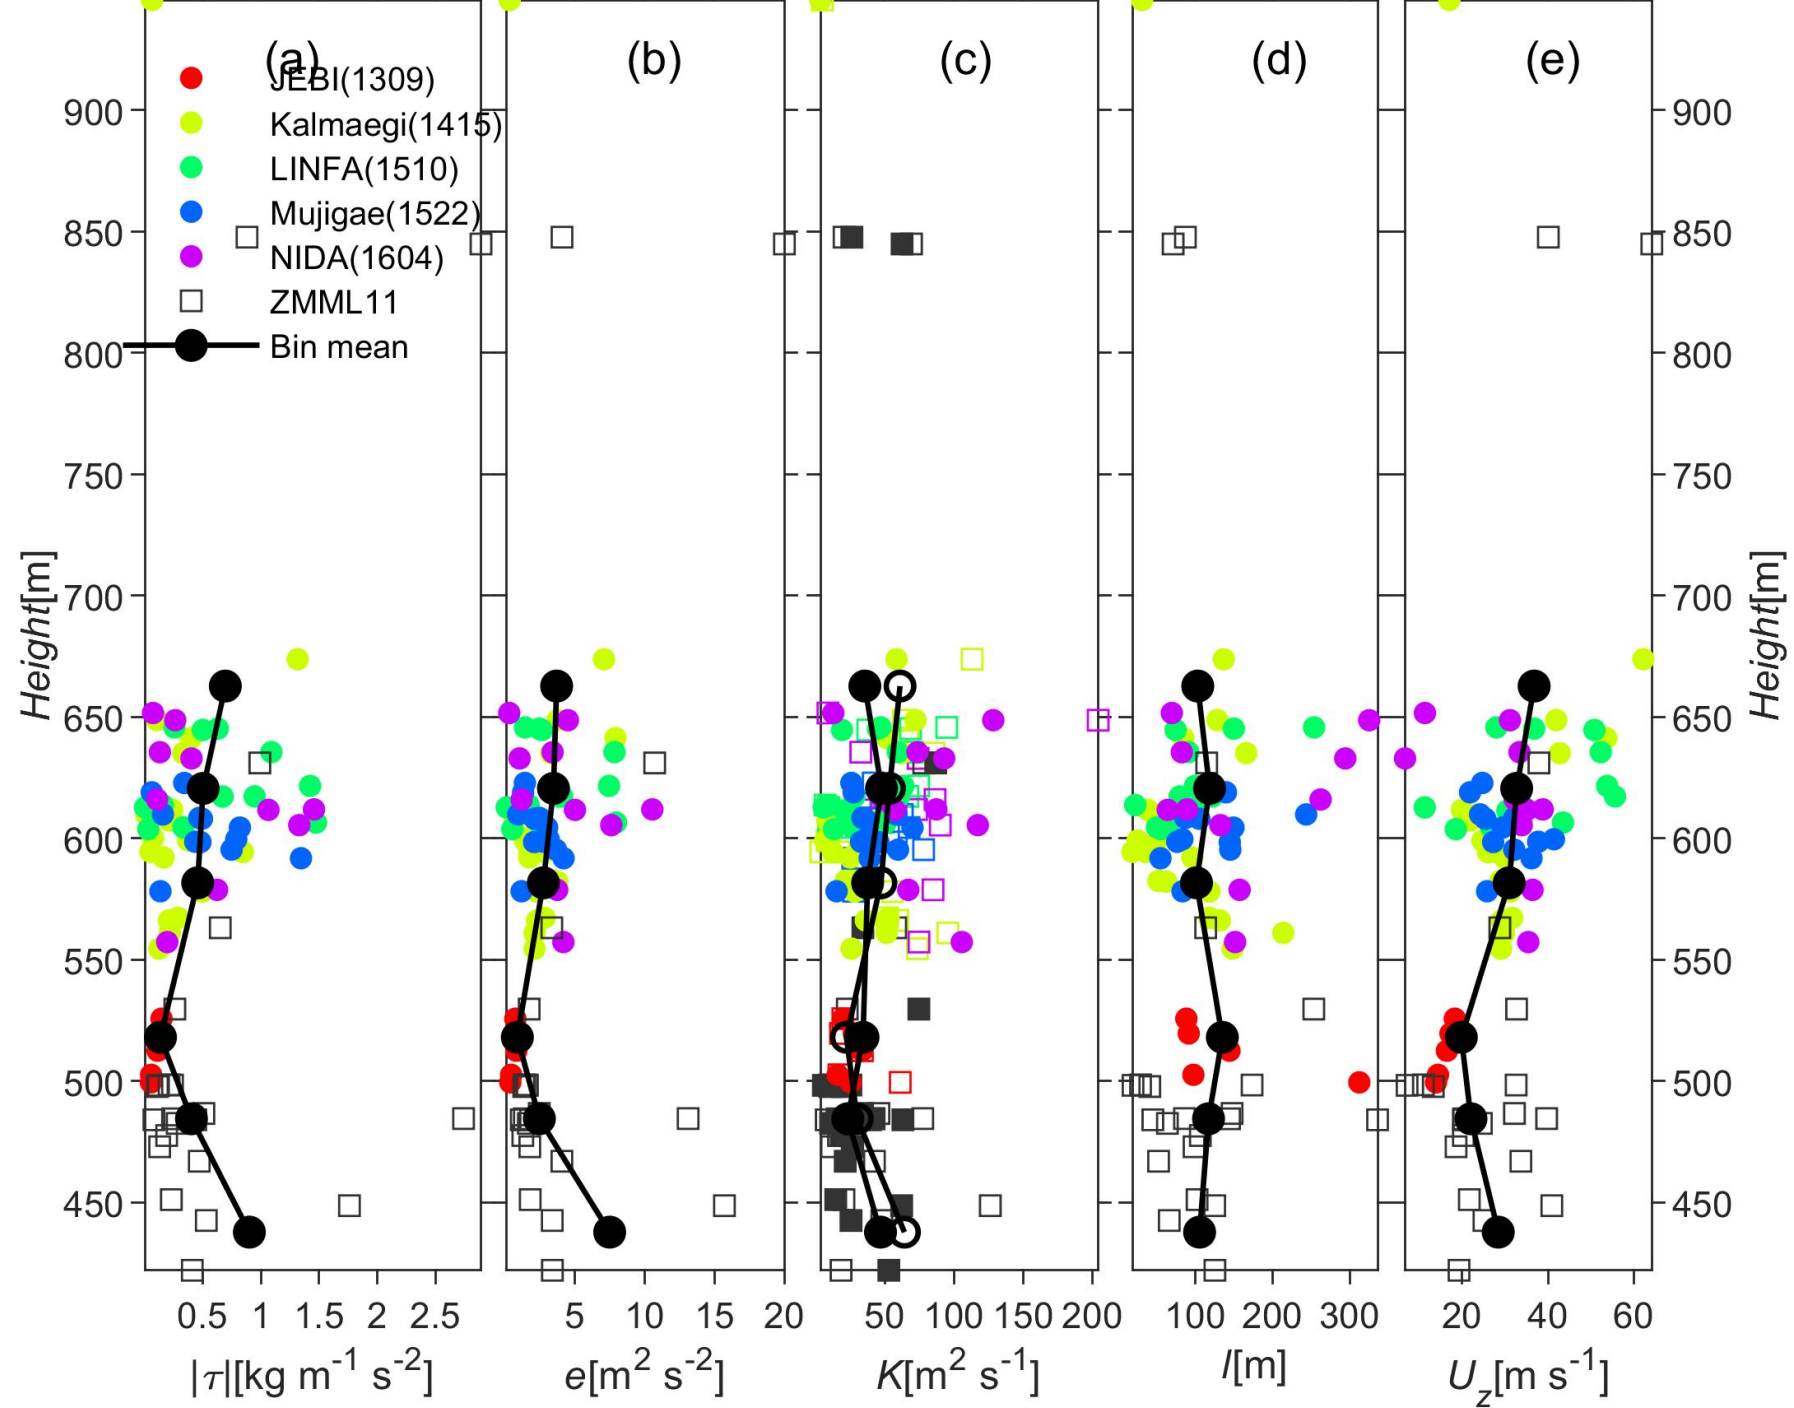 (a) (b) (c) (d) (e)
JEBI(1309)
Kalmaegi(1415)
LINFA(1510)
Mujigae(1522)
NIDA(1604)
ZMML11
Bin mean
900 900
850 850
800 800
750 750
700 700
650 650
600 600
550 550
500 500
450 450
Height[m]
Height[m]
0.5 1 1.5 2 2.5 5 10 15 20 50 100 150 200 100 200 300 20 40 60
|τ|[kg m⁻¹ s⁻²] e[m² s⁻²] K[m² s⁻¹] l[m] U_z[m s⁻¹]